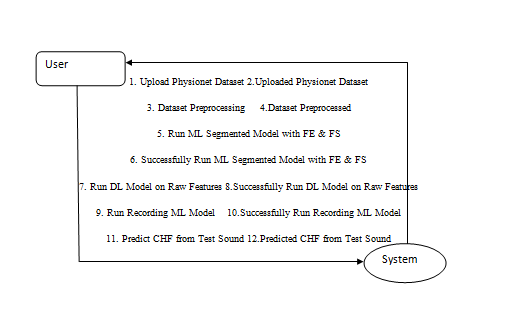 User
1. Upload Physionet Dataset 2.Uploaded Physionet Dataset
3. Dataset Preprocessing 4.Dataset Preprocessed
5. Run ML Segmented Model with FE & FS
6. Successfully Run ML Segmented Model with FE & FS
7. Run DL Model on Raw Features 8.Successfully Run DL Model on Raw Features
9. Run Recording ML Model 10.Successfully Run Recording ML Model
11. Predict CHF from Test Sound 12.Predicted CHF from Test Sound
System